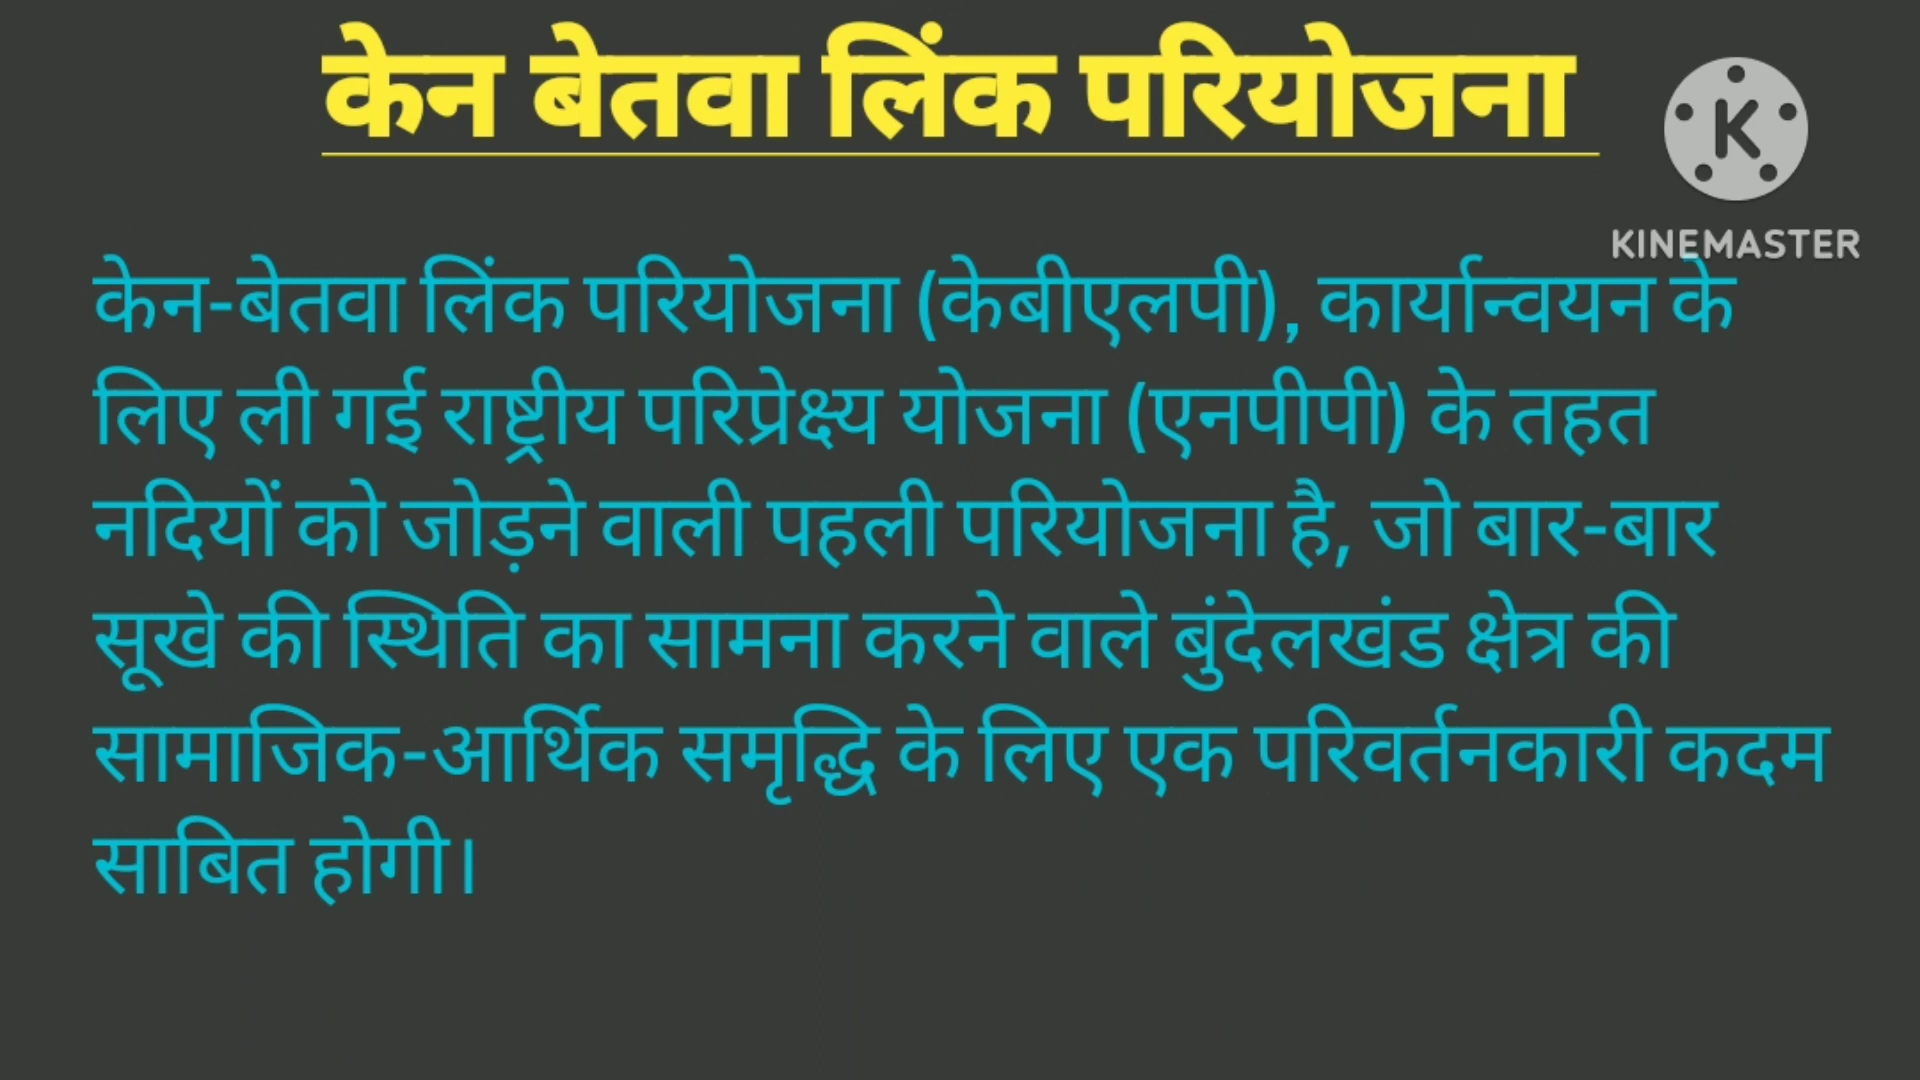 केन बेतवा लिंक परियोजना
KINEMASTER
केन-बेतवा लिंक परियोजना (केबीएलपी), कार्यान्वयन के
लिए ली गई राष्ट्रीय परिप्रेक्ष्य योजना (एनपीपी) के तहत
नदियों को जोड़ने वाली पहली परियोजना है, जो बार-बार
सूखे की स्थिति का सामना करने वाले बुंदेलखंड क्षेत्र की
सामाजिक-आर्थिक समृद्धि के लिए एक परिवर्तनकारी कदम
साबित होगी।